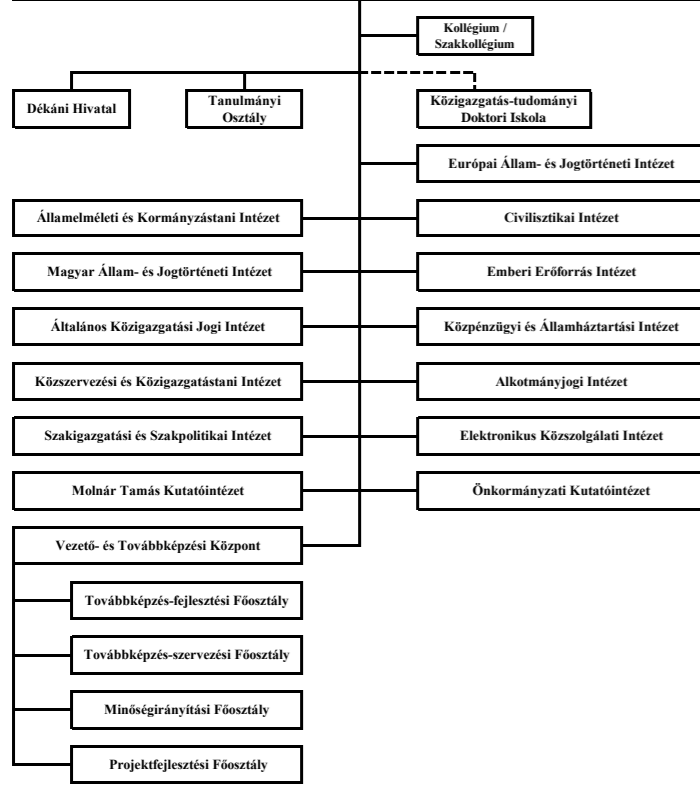 Kollégium /
Szakkollégium
Dékáni Hivatal
Tanulmányi
Osztály
Közigazgatás-tudományi
Doktori Iskola
Európai Állam- és Jogtörténeti Intézet
Államelméleti és Kormányzástani Intézet
Civilisztikai Intézet
Magyar Állam- és Jogtörténeti Intézet
Emberi Erőforrás Intézet
Általános Közigazgatási Jogi Intézet
Közpénzügyi és Államháztartási Intézet
Közszervezési és Közigazgatástani Intézet
Alkotmányjogi Intézet
Szakigazgatási és Szakpolitikai Intézet
Elektronikus Közszolgálati Intézet
Molnár Tamás Kutatóintézet
Önkormányzati Kutatóintézet
Vezető- és Továbbképzési Központ
Továbbképzés-fejlesztési Főosztály
Továbbképzés-szervezési Főosztály
Minőségirányítási Főosztály
Projektfejlesztési Főosztály